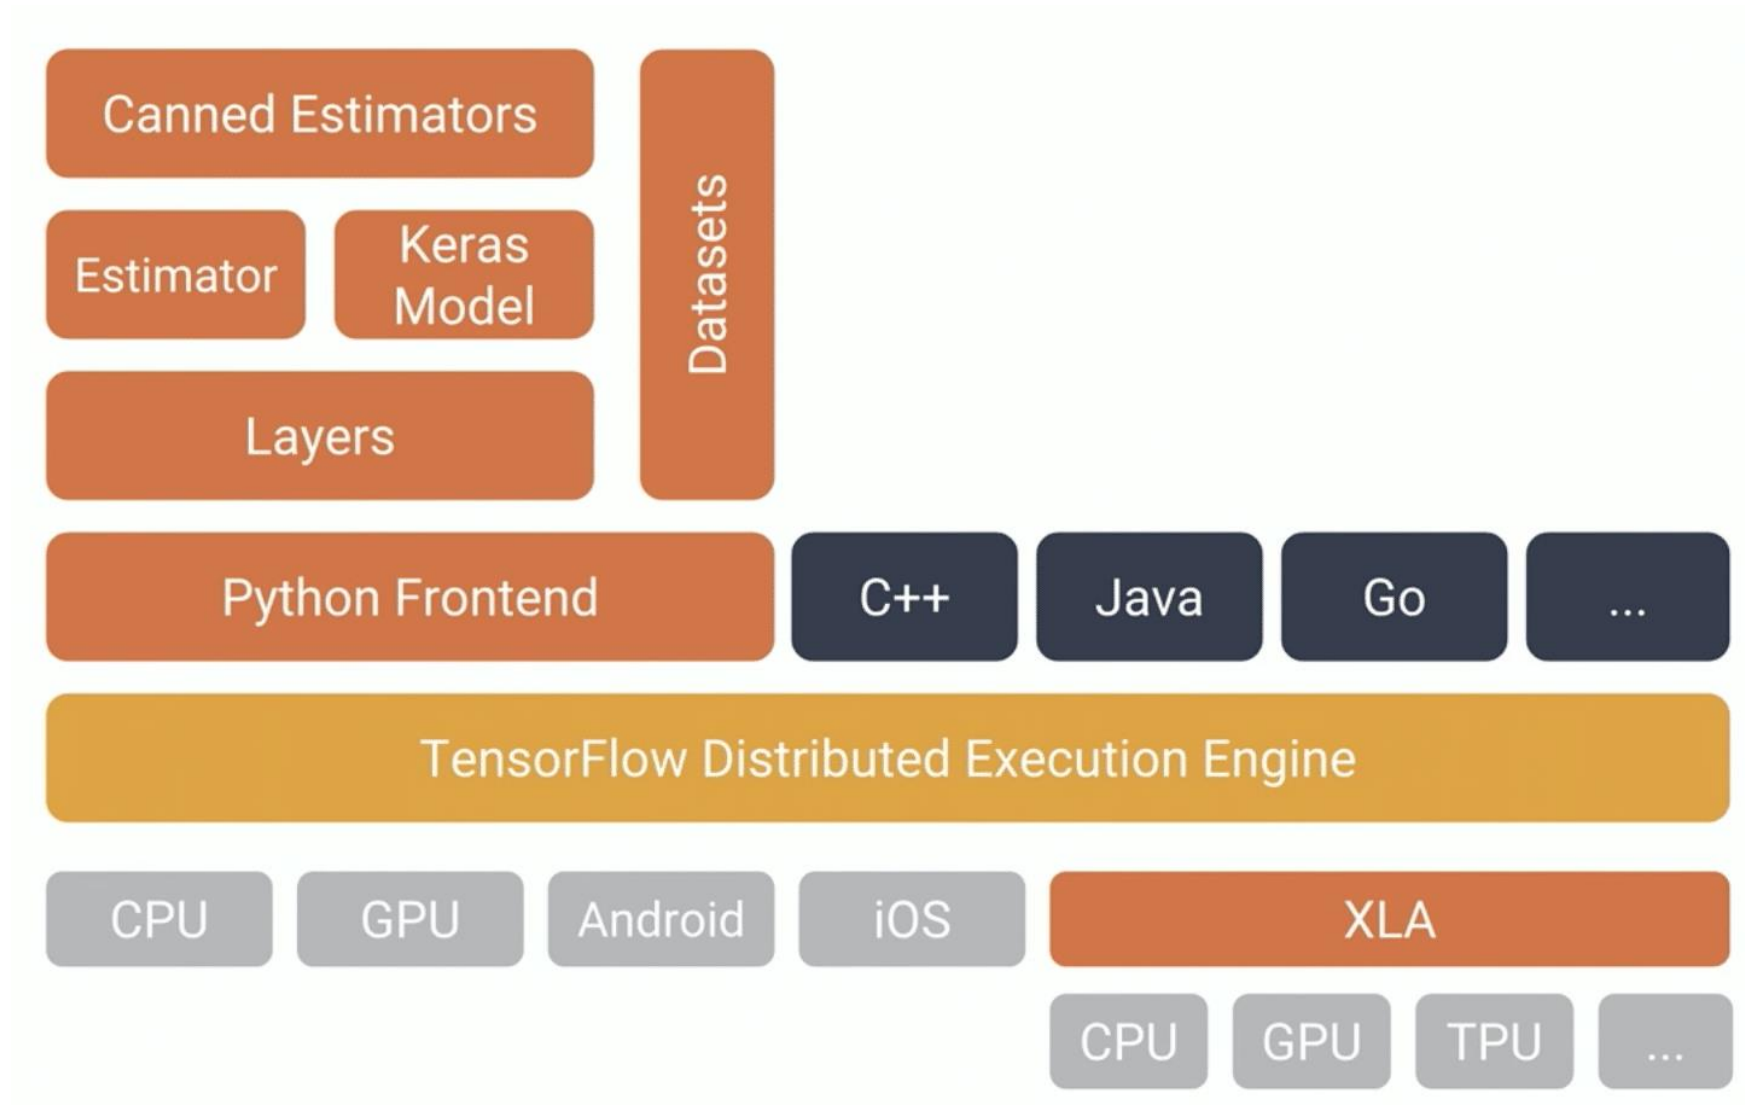 Canned Estimators
Datasets
Estimator
Keras
Model
Layers
Python Frontend
C++
Java
Go
...
TensorFlow Distributed Execution Engine
CPU
GPU
Android
iOS
XLA
CPU
GPU
TPU
...